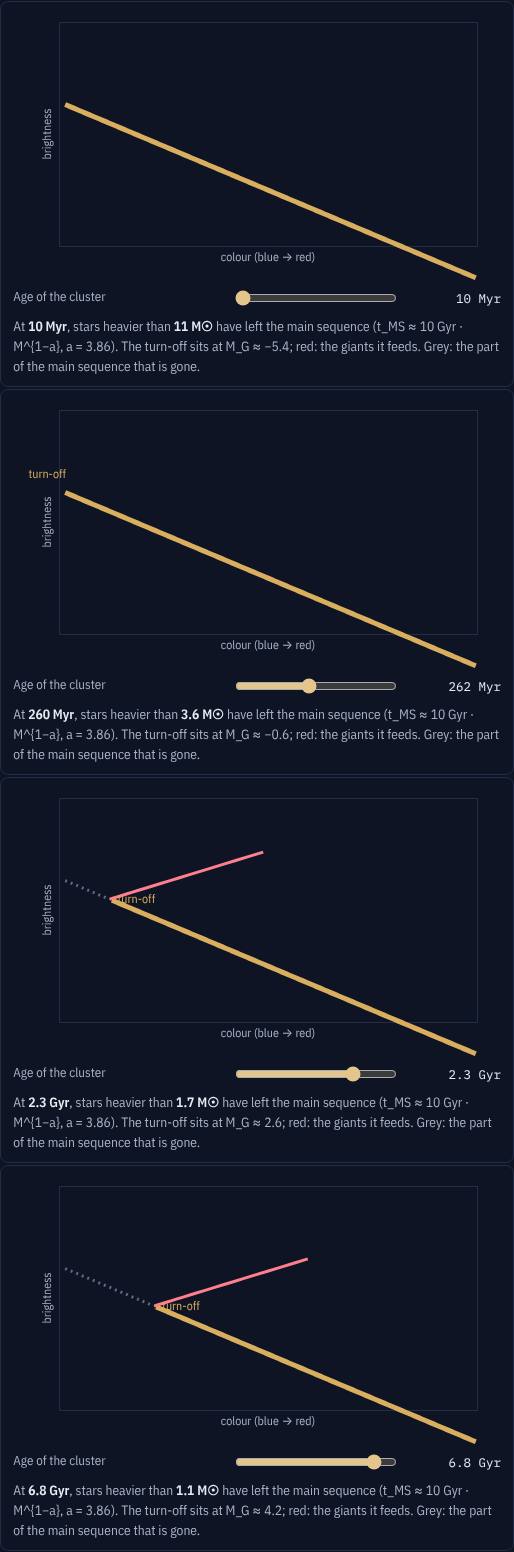 brightness
colour (blue → red)
Age of the cluster
10 Myr
At 10 Myr, stars heavier than 11 M☉ have left the main sequence (t_MS ≈ 10 Gyr ·
M^{1−a}, a = 3.86). The turn-off sits at M_G ≈ −5.4; red: the giants it feeds. Grey: the part
of the main sequence that is gone.
turn-off
brightness
colour (blue → red)
Age of the cluster
262 Myr
At 260 Myr, stars heavier than 3.6 M☉ have left the main sequence (t_MS ≈ 10 Gyr ·
M^{1−a}, a = 3.86). The turn-off sits at M_G ≈ −0.6; red: the giants it feeds. Grey: the part
of the main sequence that is gone.
turn-off
brightness
colour (blue → red)
Age of the cluster
2.3 Gyr
At 2.3 Gyr, stars heavier than 1.7 M☉ have left the main sequence (t_MS ≈ 10 Gyr ·
M^{1−a}, a = 3.86). The turn-off sits at M_G ≈ 2.6; red: the giants it feeds. Grey: the part
of the main sequence that is gone.
turn-off
brightness
colour (blue → red)
Age of the cluster
6.8 Gyr
At 6.8 Gyr, stars heavier than 1.1 M☉ have left the main sequence (t_MS ≈ 10 Gyr ·
M^{1−a}, a = 3.86). The turn-off sits at M_G ≈ 4.2; red: the giants it feeds. Grey: the part
of the main sequence that is gone.